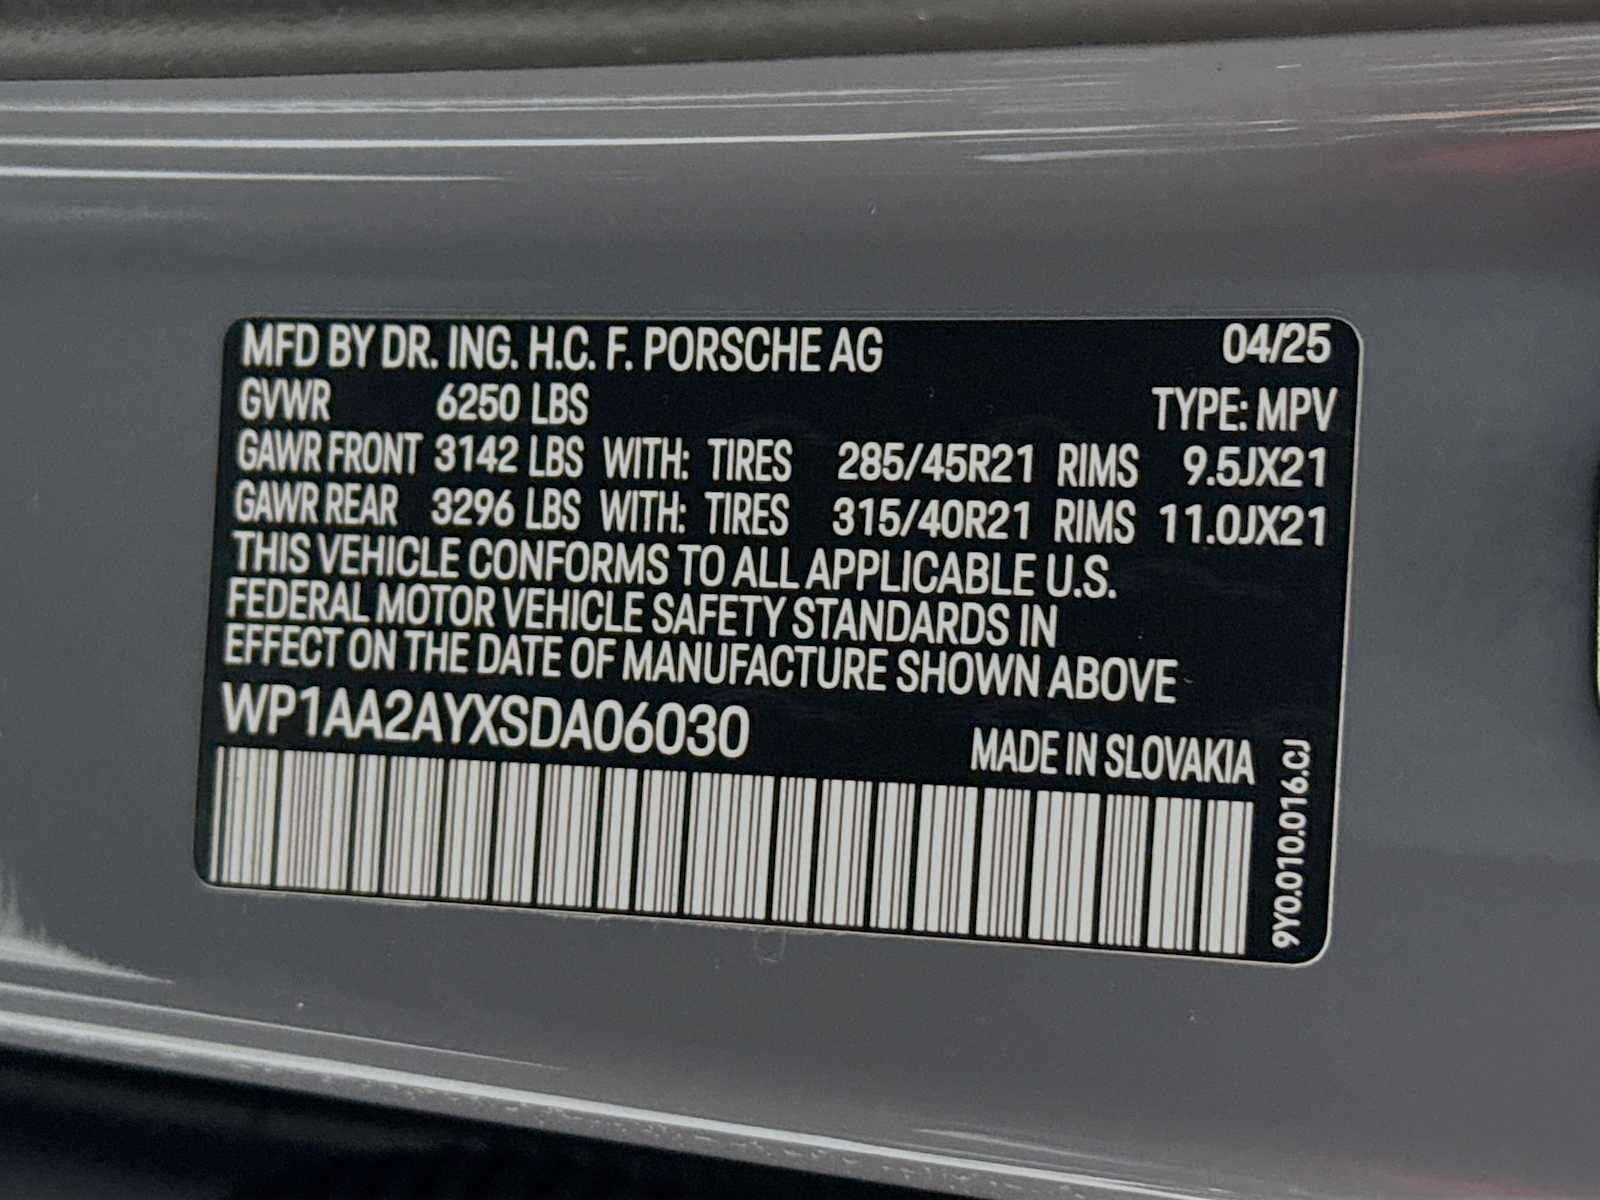 MFD BY DR. ING. H.C. F. PORSCHE AG 04/25
GVWR 6250 LBS TYPE: MPV
GAWR FRONT 3142 LBS WITH: TIRES 285/45R21 RIMS 9.5JX21
GAWR REAR 3296 LBS WITH: TIRES 315/40R21 RIMS 11.0JX21
THIS VEHICLE CONFORMS TO ALL APPLICABLE U.S.
FEDERAL MOTOR VEHICLE SAFETY STANDARDS IN
EFFECT ON THE DATE OF MANUFACTURE SHOWN ABOVE
WP1AA2AYXSDA06030
MADE IN SLOVAKIA
9Y0.010.016.CJ